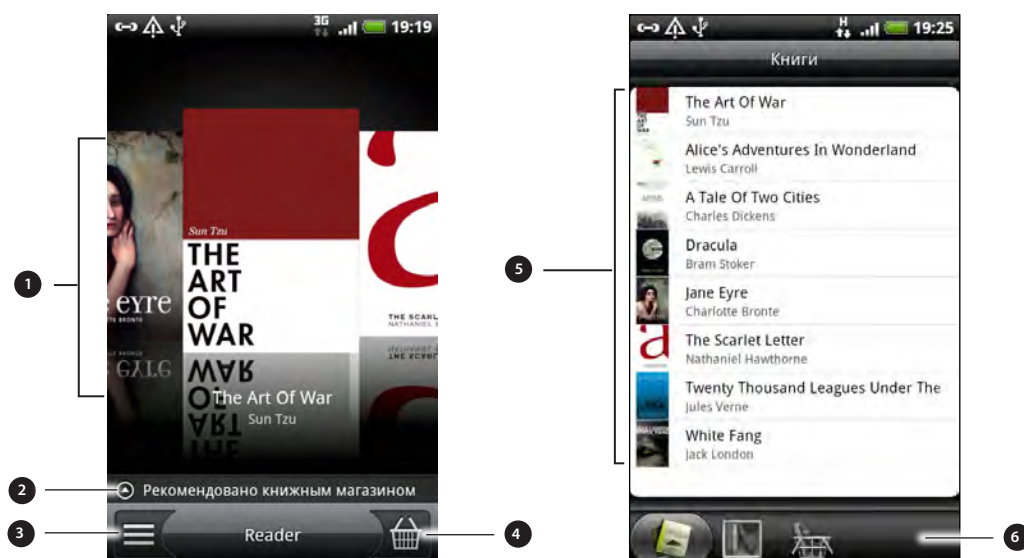 3G
19:19
Sun Tzu
THE
ART
OF
WAR
e eyre
TTE BRONTE
a
THE SCARL
NATHANIEL H
The Art Of War
Sun Tzu
Рекомендовано книжным магазином
Reader
1
2
3
4
H
19:25
Книги
The Art Of War
Sun Tzu
Alice's Adventures In Wonderland
Lewis Carroll
A Tale Of Two Cities
Charles Dickens
Dracula
Bram Stoker
Jane Eyre
Charlotte Bronte
The Scarlet Letter
Nathaniel Hawthorne
Twenty Thousand Leagues Under The
Jules Verne
White Fang
Jack London
5
6